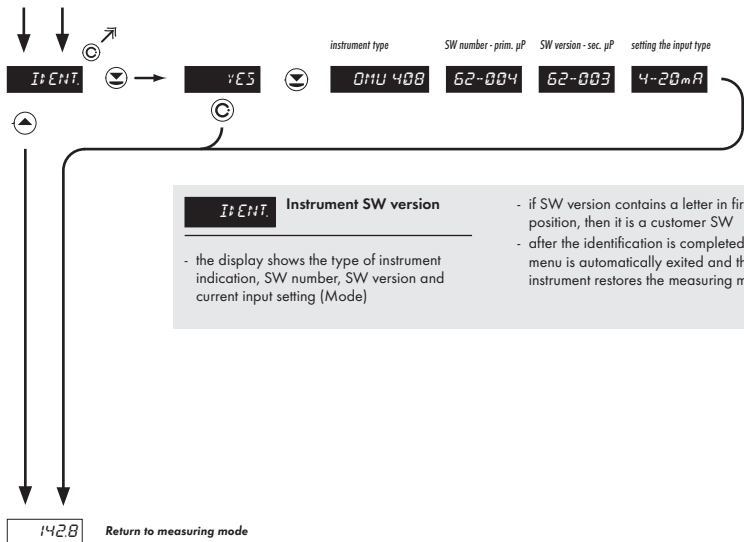 instrument type
SW number - prim. µP
SW version - sec. µP
setting the input type
IDENT.
YES
OMU 408
62-004
62-003
4-20mA
IDENT.
Instrument SW version
- the display shows the type of instrument
indication, SW number, SW version and
current input setting (Mode)
- if SW version contains a letter in
position, then it is a customer SW
- after the identification is completed
menu is automatically exited and
instrument restores the measuring
142.8
Return to measuring mode